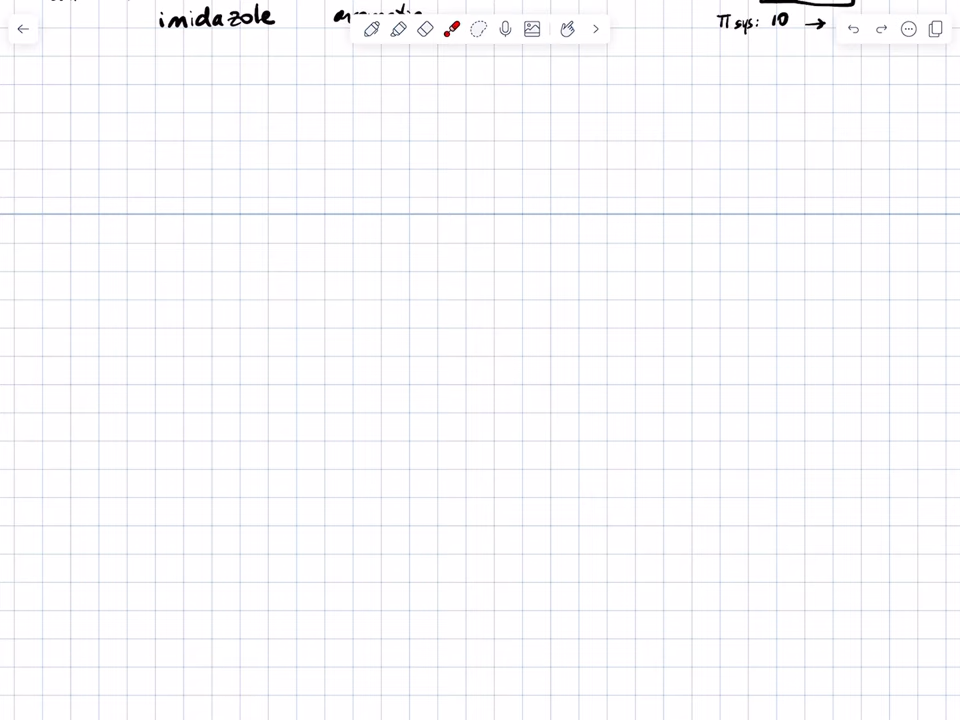 imidazole
π sys: 10 →